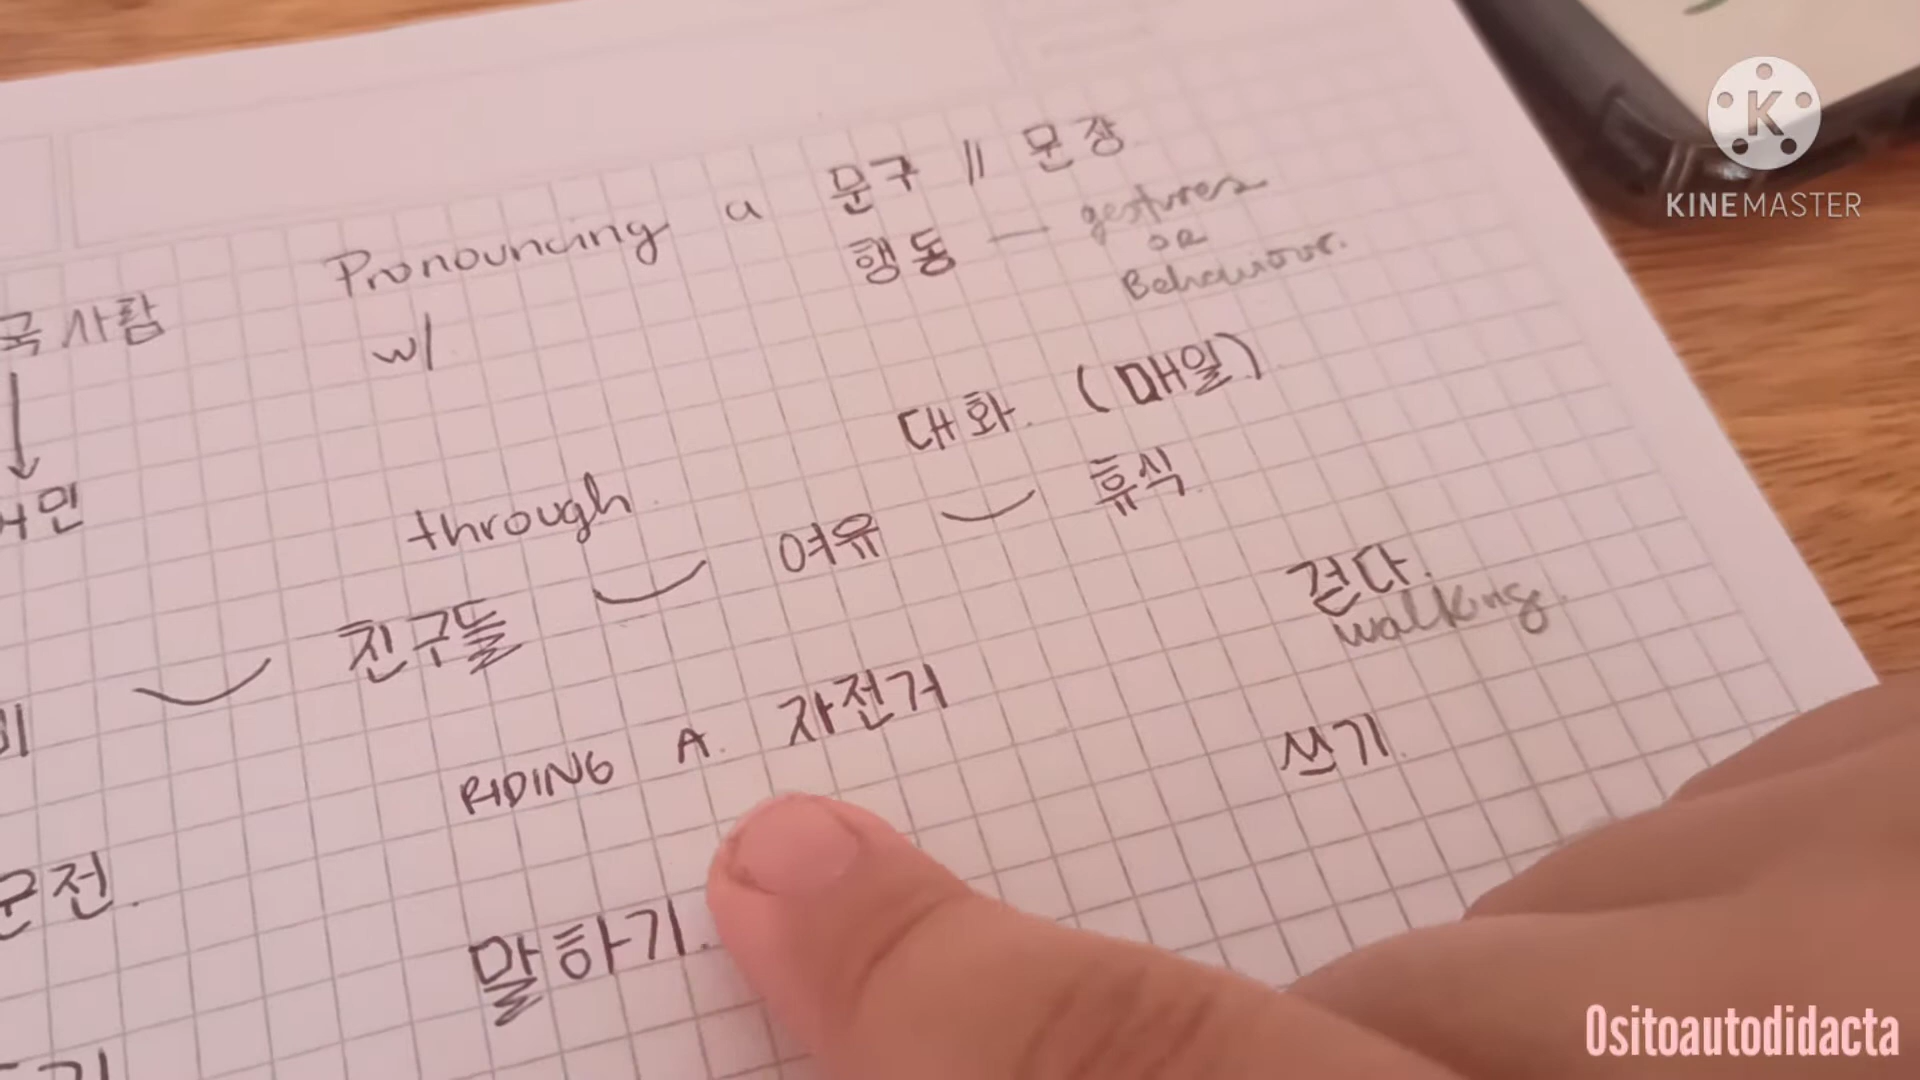 Pronouncing a 문구 // 문장
w/ 행동 — gestures
or
Behaviour.
국사람
대화. (매일)
through
여유 휴식
친구들
걷다.
walking
RIDING A. 자전거
쓰기.
운전.
말하기.
KINEMASTER
Ositoautodidacta